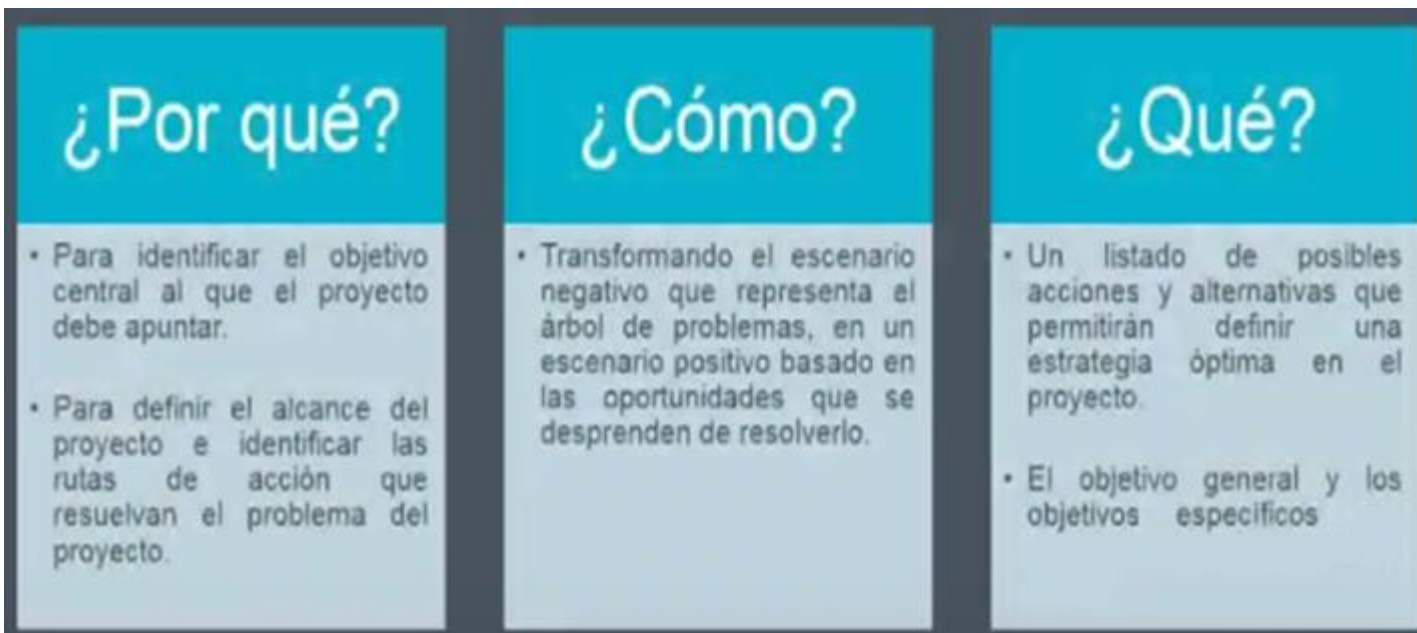 ¿Por qué?
• Para identificar el objetivo
central al que el proyecto
debe apuntar.
• Para definir el alcance del
proyecto e identificar las
rutas de acción que
resuelvan el problema del
proyecto.
¿Cómo?
• Transformando el escenario
negativo que representa el
árbol de problemas, en un
escenario positivo basado en
las oportunidades que se
desprenden de resolverlo.
¿Qué?
• Un listado de posibles
acciones y alternativas que
permitirán definir una
estrategia óptima en el
proyecto.
• El objetivo general y los
objetivos específicos